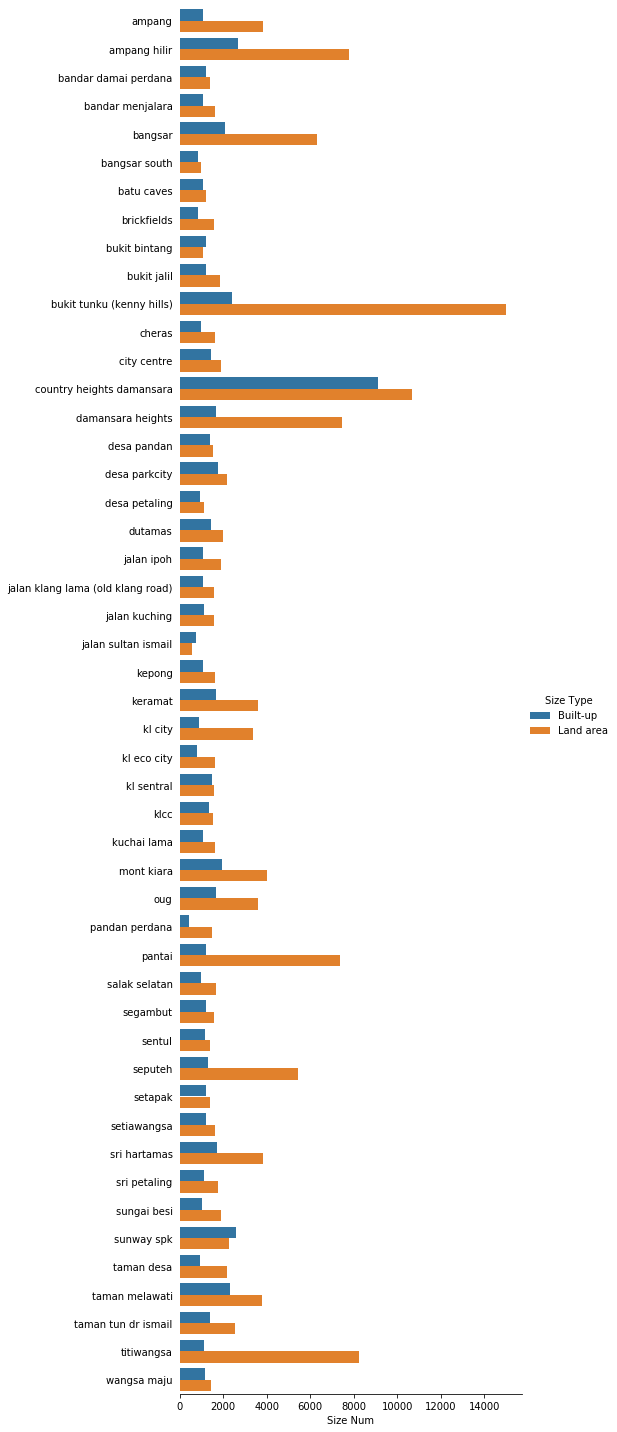 ampang
ampang hilir
bandar damai perdana
bandar menjalara
bangsar
bangsar south
batu caves
brickfields
bukit bintang
bukit jalil
bukit tunku (kenny hills)
cheras
city centre
country heights damansara
damansara heights
desa pandan
desa parkcity
desa petaling
dutamas
jalan ipoh
jalan klang lama (old klang road)
jalan kuching
jalan sultan ismail
kepong
keramat
kl city
kl eco city
kl sentral
klcc
kuchai lama
mont kiara
oug
pandan perdana
pantai
salak selatan
segambut
sentul
seputeh
setapak
setiawangsa
sri hartamas
sri petaling
sungai besi
sunway spk
taman desa
taman melawati
taman tun dr ismail
titiwangsa
wangsa maju
0 2000 4000 6000 8000 10000 12000 14000
Size Num
Size Type
Built-up
Land area